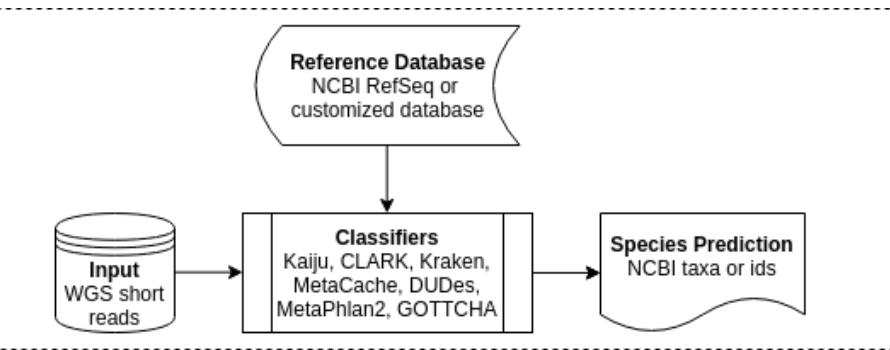 Reference Database
NCBI RefSeq or
customized database
Input
WGS short
reads
Classifiers
Kaiju, CLARK, Kraken,
MetaCache, DUDes,
MetaPhlan2, GOTTCHA
Species Prediction
NCBI taxa or ids